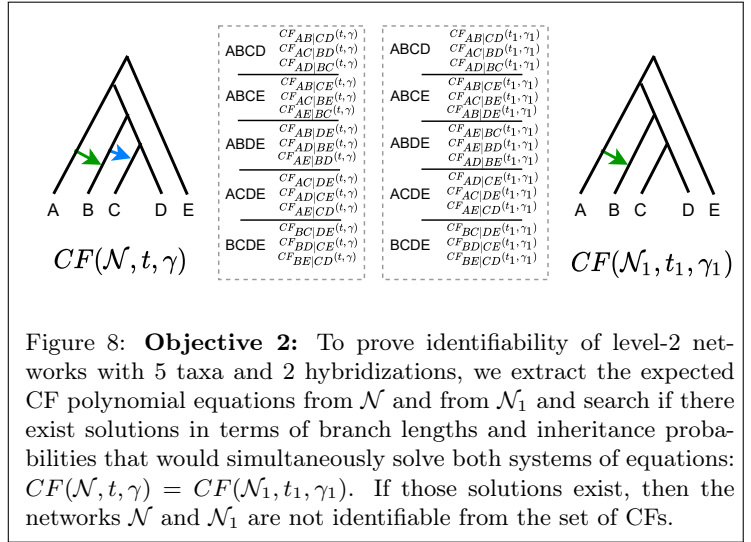 ABCD
CF_{AB|CD}(t,γ)
CF_{AC|BD}(t,γ)
CF_{AD|BC}(t,γ)
ABCE
CF_{AB|CE}(t,γ)
CF_{AC|BE}(t,γ)
CF_{AE|BC}(t,γ)
ABDE
CF_{AB|DE}(t,γ)
CF_{AD|BE}(t,γ)
CF_{AE|BD}(t,γ)
ACDE
CF_{AC|DE}(t,γ)
CF_{AD|CE}(t,γ)
CF_{AE|CD}(t,γ)
BCDE
CF_{BC|DE}(t,γ)
CF_{BD|CE}(t,γ)
CF_{BE|CD}(t,γ)
ABCD
CF_{AB|CD}(t₁,γ₁)
CF_{AC|BD}(t₁,γ₁)
CF_{AD|BC}(t₁,γ₁)
ABCE
CF_{AB|CE}(t₁,γ₁)
CF_{AC|BE}(t₁,γ₁)
CF_{AB|DE}(t₁,γ₁)
ABDE
CF_{AE|BC}(t₁,γ₁)
CF_{AE|BD}(t₁,γ₁)
CF_{AD|BE}(t₁,γ₁)
ACDE
CF_{AD|CE}(t₁,γ₁)
CF_{AC|DE}(t₁,γ₁)
CF_{AE|CD}(t₁,γ₁)
BCDE
CF_{BC|DE}(t₁,γ₁)
CF_{BD|CE}(t₁,γ₁)
CF_{BE|CD}(t₁,γ₁)
A B C D E
A B C D E
CF(𝒩, t, γ)
CF(𝒩₁, t₁, γ₁)
Figure 8: Objective 2: To prove identifiability of level-2 net-
works with 5 taxa and 2 hybridizations, we extract the expected
CF polynomial equations from 𝒩 and from 𝒩₁ and search if there
exist solutions in terms of branch lengths and inheritance proba-
bilities that would simultaneously solve both systems of equations:
CF(𝒩, t, γ) = CF(𝒩₁, t₁, γ₁). If those solutions exist, then the
networks 𝒩 and 𝒩₁ are not identifiable from the set of CFs.